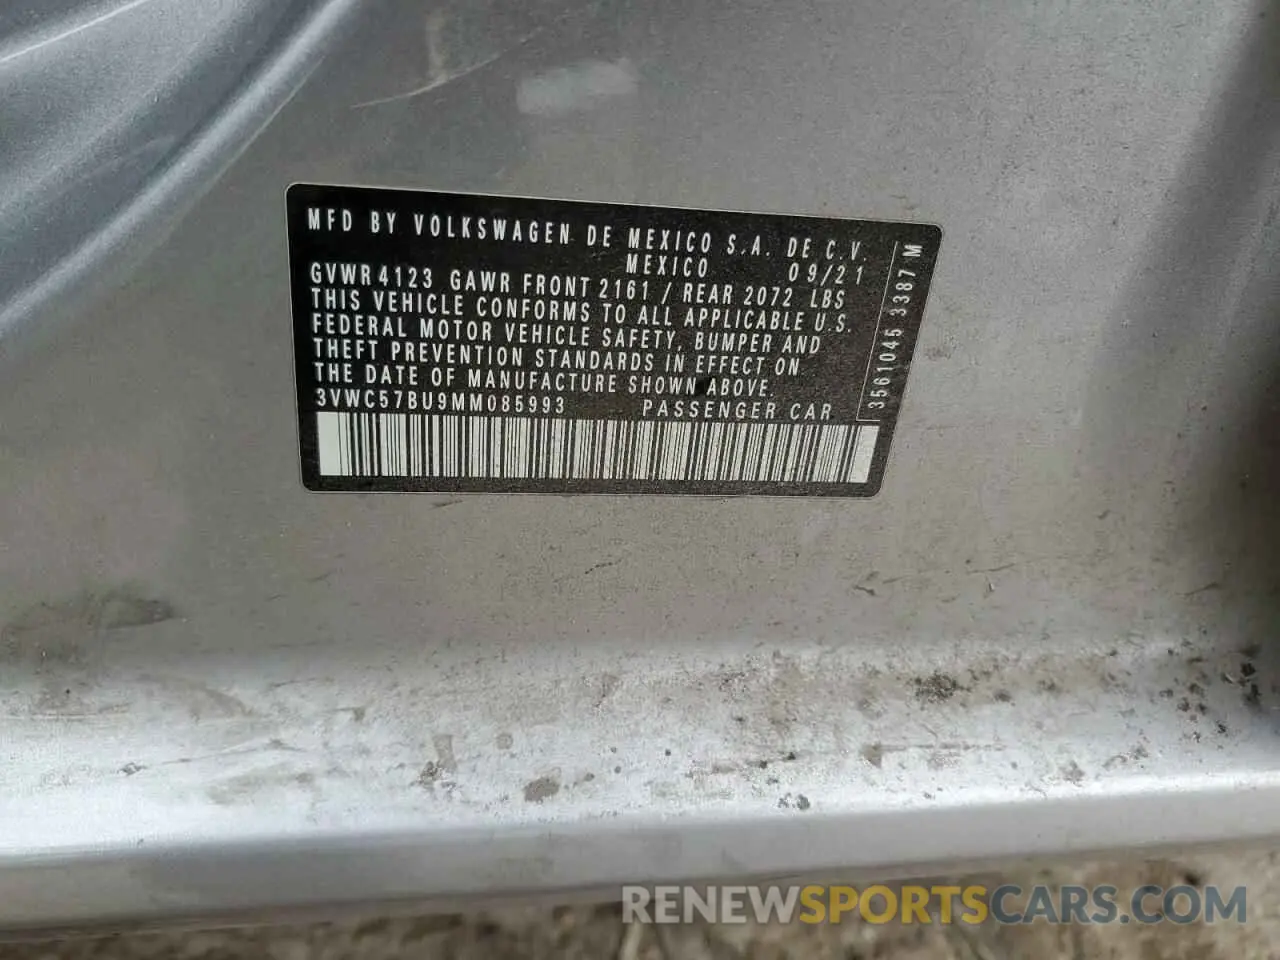 MFD BY VOLKSWAGEN DE MEXICO S.A. DE C.V.
MEXICO 09/21
GVWR 4123 GAWR FRONT 2161 / REAR 2072 LBS
THIS VEHICLE CONFORMS TO ALL APPLICABLE U.S.
FEDERAL MOTOR VEHICLE SAFETY, BUMPER AND
THEFT PREVENTION STANDARDS IN EFFECT ON
THE DATE OF MANUFACTURE SHOWN ABOVE.
3VWC57BU9MM085993 PASSENGER CAR
3561045 3387 M
RENEWSPORTSCARS.COM